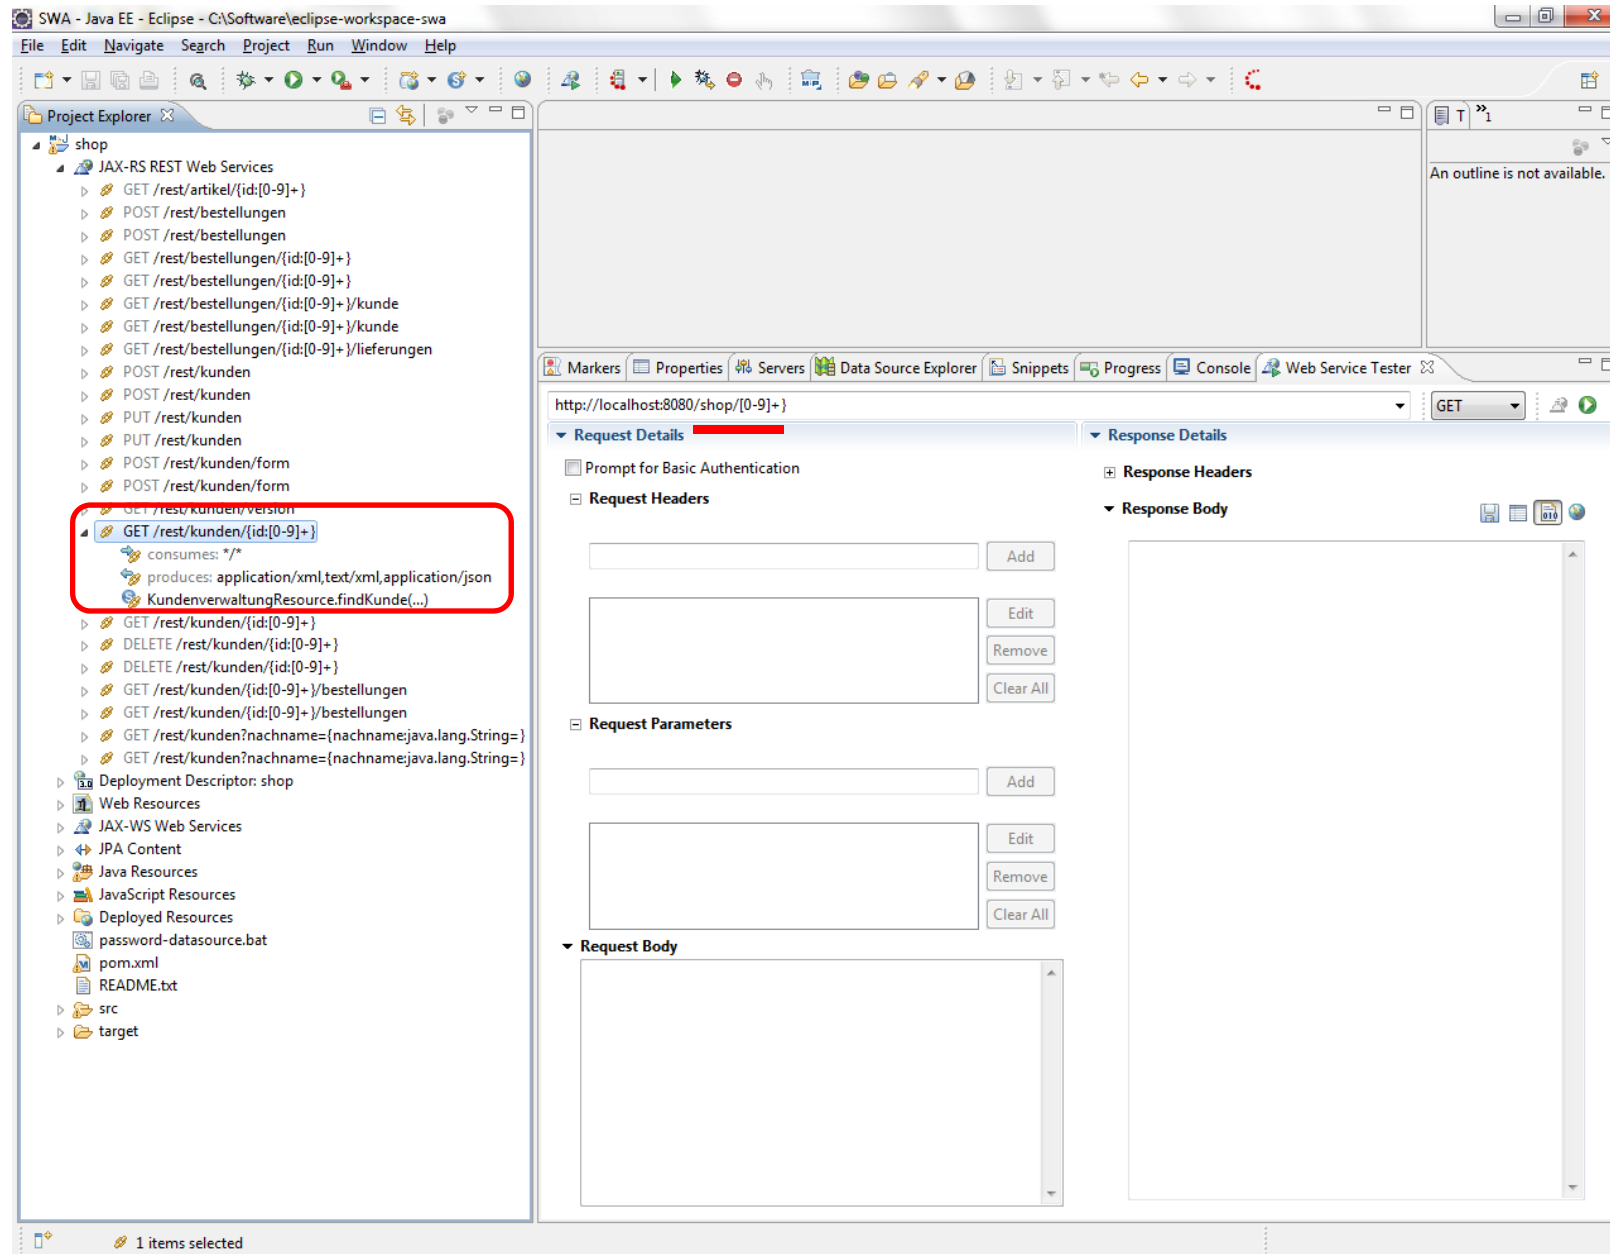 SWA - Java EE - Eclipse - C:\Software\eclipse-workspace-swa
File Edit Navigate Search Project Run Window Help
Project Explorer
shop
JAX-RS REST Web Services
GET /rest/artikel/{id:[0-9]+}
POST /rest/bestellungen
POST /rest/bestellungen
GET /rest/bestellungen/{id:[0-9]+}
GET /rest/bestellungen/{id:[0-9]+}
GET /rest/bestellungen/{id:[0-9]+}/kunde
GET /rest/bestellungen/{id:[0-9]+}/kunde
GET /rest/bestellungen/{id:[0-9]+}/lieferungen
POST /rest/kunden
POST /rest/kunden
PUT /rest/kunden
PUT /rest/kunden
POST /rest/kunden/form
POST /rest/kunden/form
GET /rest/kunden/version
GET /rest/kunden/{id:[0-9]+}
consumes: */*
produces: application/xml,text/xml,application/json
KundenverwaltungResource.findKunde(...)
GET /rest/kunden/{id:[0-9]+}
DELETE /rest/kunden/{id:[0-9]+}
DELETE /rest/kunden/{id:[0-9]+}
GET /rest/kunden/{id:[0-9]+}/bestellungen
GET /rest/kunden/{id:[0-9]+}/bestellungen
GET /rest/kunden?nachname={nachname:java.lang.String=}
GET /rest/kunden?nachname={nachname:java.lang.String=}
Deployment Descriptor: shop
Web Resources
JAX-WS Web Services
JPA Content
Java Resources
JavaScript Resources
Deployed Resources
password-datasource.bat
pom.xml
README.txt
src
target
T »1
An outline is not available.
Markers Properties Servers Data Source Explorer Snippets Progress Console Web Service Tester
http://localhost:8080/shop/[0-9]+} GET
Request Details
Prompt for Basic Authentication
Request Headers
Add
Edit
Remove
Clear All
Request Parameters
Add
Edit
Remove
Clear All
Request Body
Response Details
Response Headers
Response Body
1 items selected